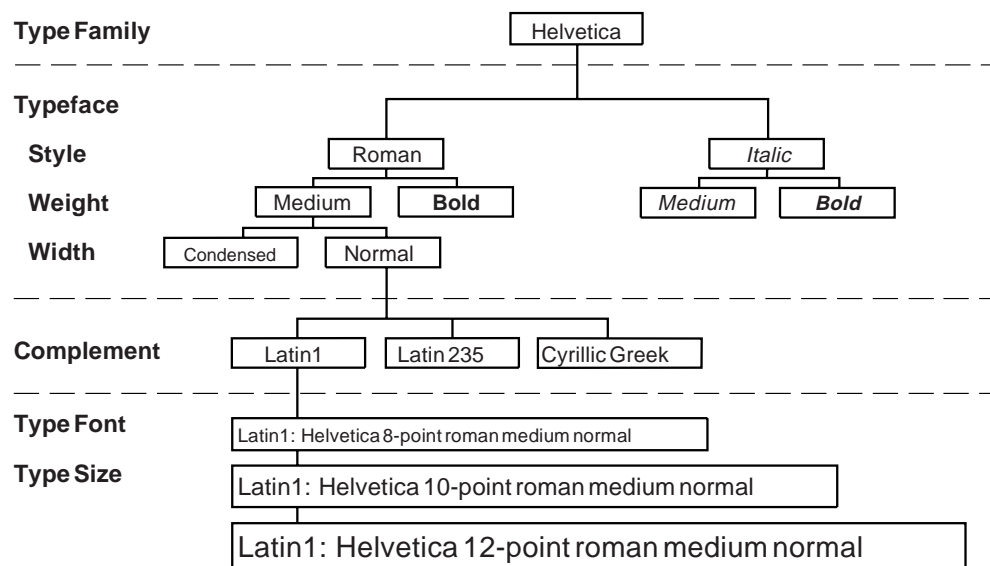 Type Family Helvetica
Typeface
Style Roman Italic
Weight Medium Bold Medium Bold
Width Condensed Normal
Complement Latin1 Latin 235 Cyrillic Greek
Type Font Latin1: Helvetica 8-point roman medium normal
Type Size Latin1: Helvetica 10-point roman medium normal
Latin1: Helvetica 12-point roman medium normal